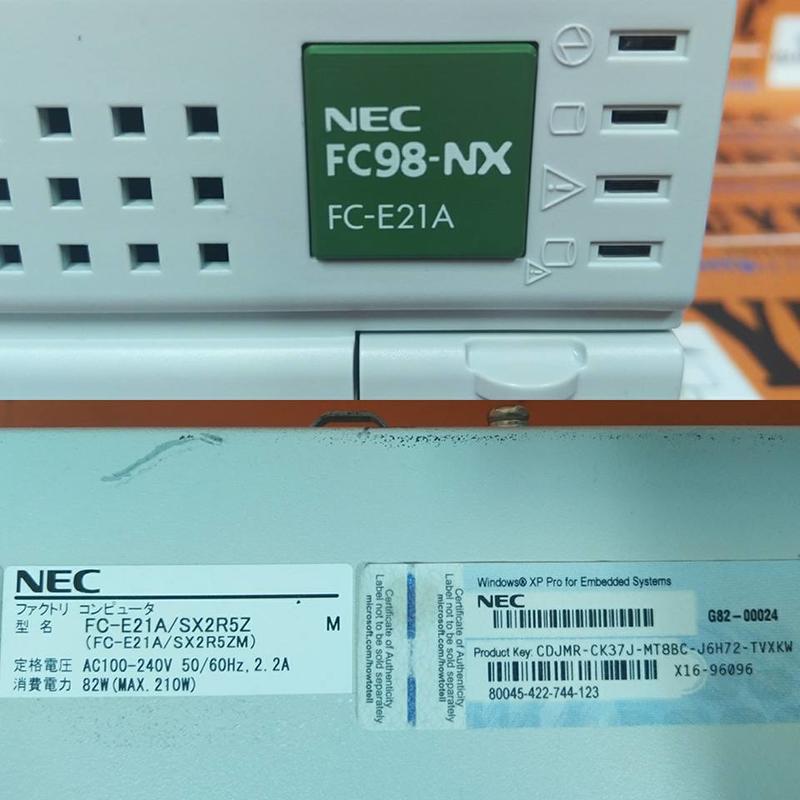 NEC
FC98-NX
FC-E21A
NEC
ファクトリ コンピュータ
型 名 FC-E21A/SX2R5Z M
(FC-E21A/SX2R5ZM)
定格電圧 AC100-240V 50/60Hz, 2.2A
消費電力 82W(MAX.210W)
Certificate of Authenticity
Label not to be sold separately
microsoft.com/howtotell
Certificate of Authenticity
Label not to be sold separately
microsoft.com/howtotell
Windows® XP Pro for Embedded Systems
NEC
G82-00024
Product Key: CDJMR-CK37J-MT8BC-J6H72-TVXKW
X16-96096
80045-422-744-123